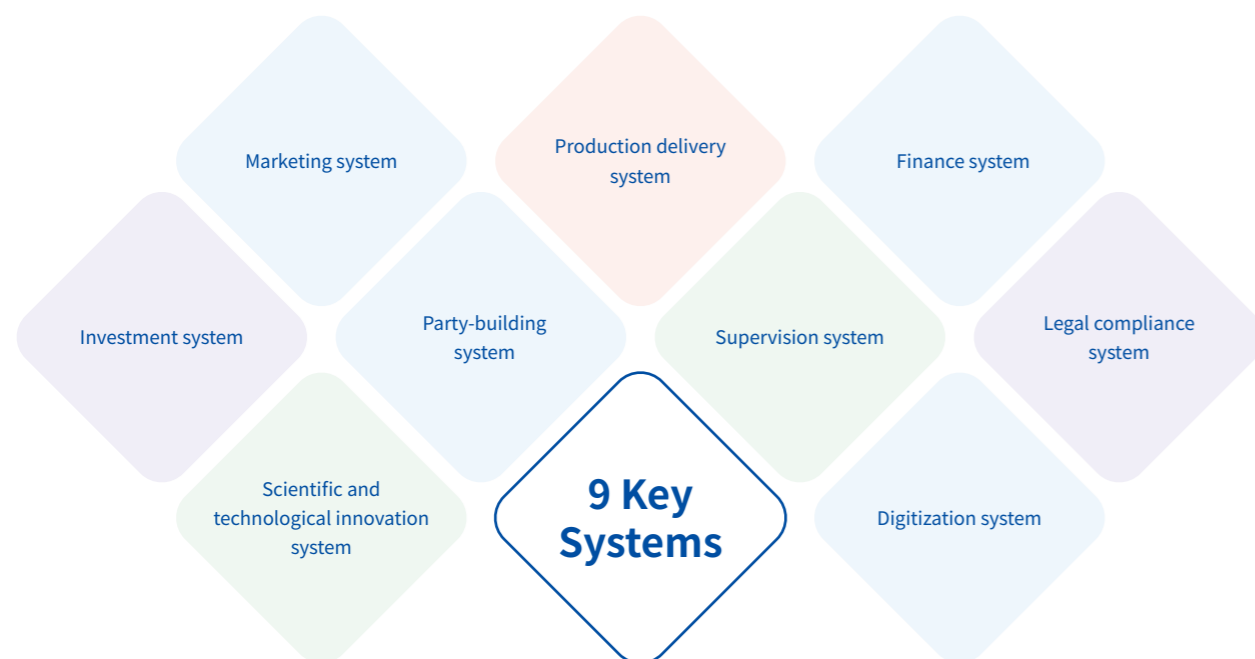 Marketing system
Production delivery
system
Finance system
Investment system
Party-building
system
Supervision system
Legal compliance
system
Scientific and
technological innovation
system
9 Key
Systems
Digitization system